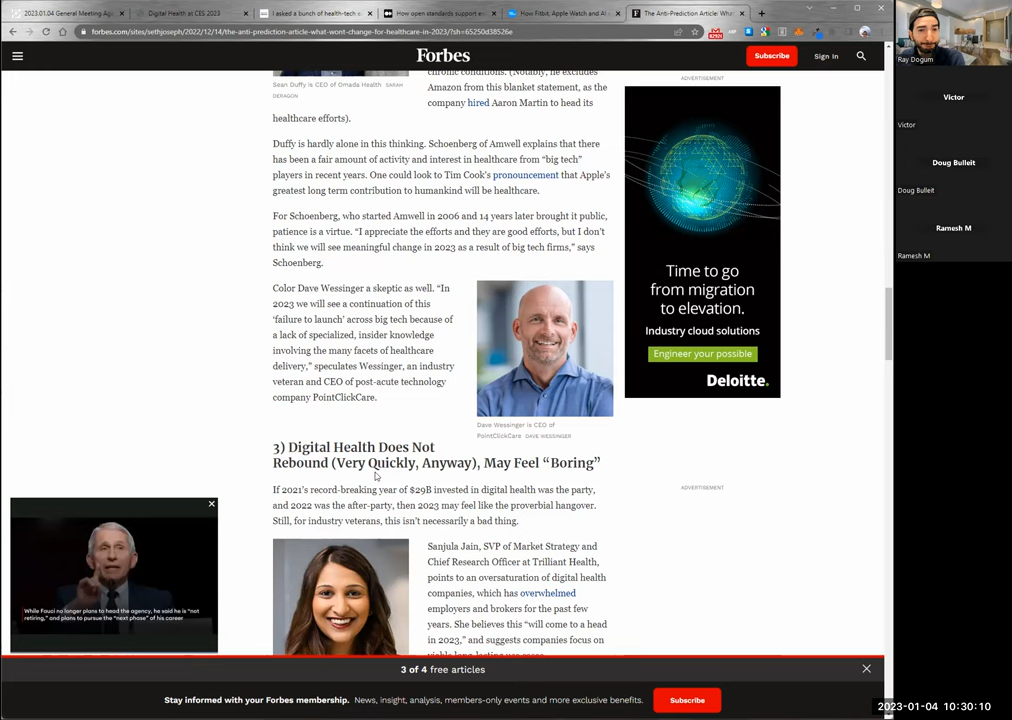 2023.01.04 General Meeting Age
Digital Health at CES 2023
I asked a bunch of health-tech e
How open standards support e
How Fitbit, Apple Watch and AI
The Anti-Prediction Article: Wha
forbes.com/sites/sethjoseph/2022/12/14/the-anti-prediction-article-what-wont-change-for-healthcare-in-2023/?sh=65250d38526e
Forbes
Subscribe
Sign In
chronic conditions. (Notably, he excludes
Amazon from this blanket statement, as the
company hired Aaron Martin to head its
healthcare efforts).
Sean Duffy is CEO of Omada Health SARAH
DERAGON
Duffy is hardly alone in this thinking. Schoenberg of Amwell explains that there
has been a fair amount of activity and interest in healthcare from “big tech”
players in recent years. One could look to Tim Cook’s pronouncement that Apple’s
greatest long term contribution to humankind will be healthcare.
For Schoenberg, who started Amwell in 2006 and 14 years later brought it public,
patience is a virtue. “I appreciate the efforts and they are good efforts, but I don’t
think we will see meaningful change in 2023 as a result of big tech firms,” says
Schoenberg.
Color Dave Wessinger a skeptic as well. “In
2023 we will see a continuation of this
‘failure to launch’ across big tech because of
a lack of specialized, insider knowledge
involving the many facets of healthcare
delivery,” speculates Wessinger, an industry
veteran and CEO of post-acute technology
company PointClickCare.
Dave Wessinger is CEO of
PointClickCare DAVE WESSINGER
3) Digital Health Does Not
Rebound (Very Quickly, Anyway), May Feel “Boring”
If 2021’s record-breaking year of $29B invested in digital health was the party,
and 2022 was the after-party, then 2023 may feel like the proverbial hangover.
Still, for industry veterans, this isn’t necessarily a bad thing.
Sanjula Jain, SVP of Market Strategy and
Chief Research Officer at Trilliant Health,
points to an oversaturation of digital health
companies, which has overwhelmed
employers and brokers for the past few
years. She believes this “will come to a head
in 2023,” and suggests companies focus on
ADVERTISEMENT
Time to go
from migration
to elevation.
Industry cloud solutions
Engineer your possible
Deloitte.
ADVERTISEMENT
While Fauci no longer plans to head the agency, he said he is "not
retiring," and plans to pursue the "next phase" of his career
3 of 4 free articles
Stay informed with your Forbes membership. News, insight, analysis, members-only events and more exclusive benefits.
Subscribe
Ray Dogum
Victor
Victor
Doug Bulleit
Doug Bulleit
Ramesh M
Ramesh M
2023-01-04 10:30:10